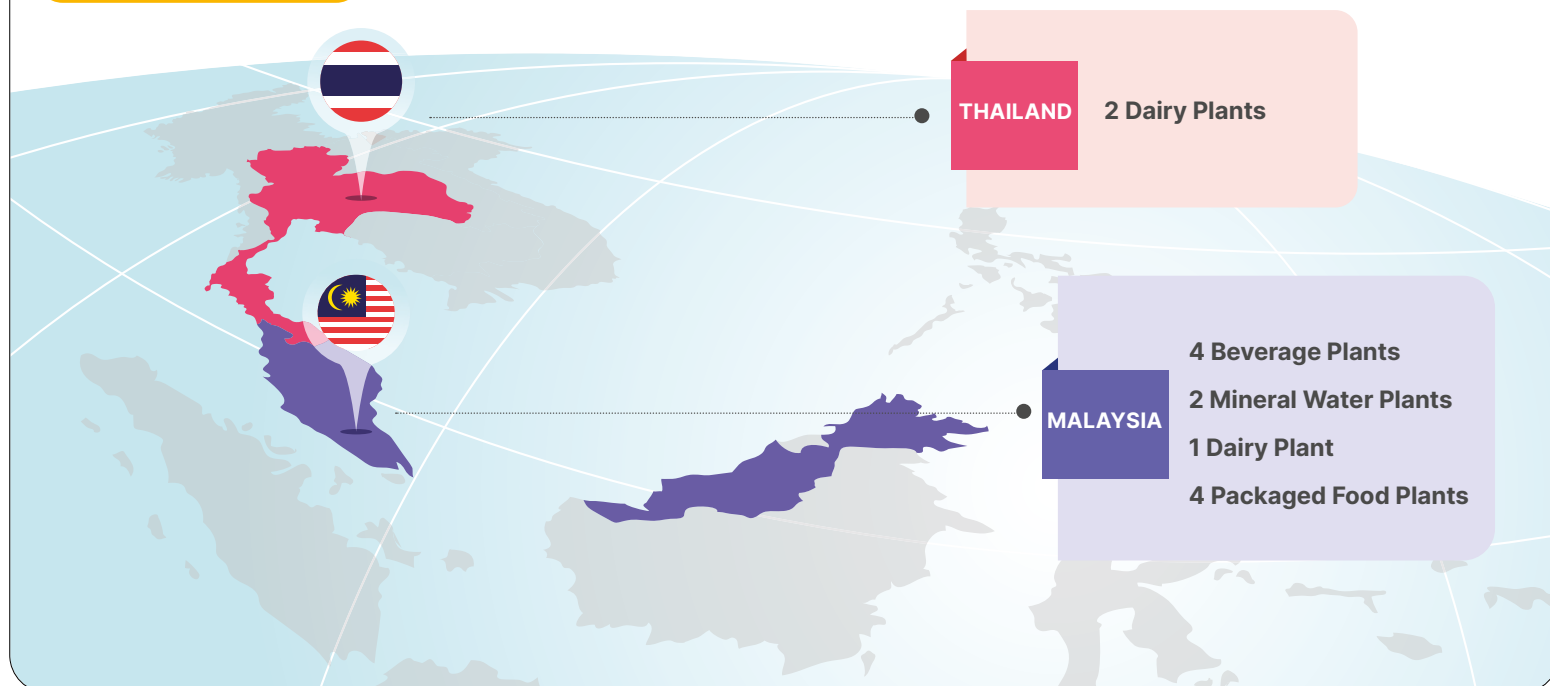 THAILAND
2 Dairy Plants
MALAYSIA
4 Beverage Plants
2 Mineral Water Plants
1 Dairy Plant
4 Packaged Food Plants